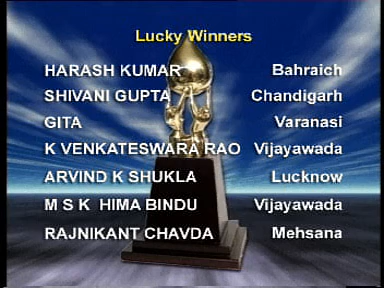 Lucky Winners
HARASH KUMAR Bahraich
SHIVANI GUPTA Chandigarh
GITA Varanasi
K VENKATESWARA RAO Vijayawada
ARVIND K SHUKLA Lucknow
M S K HIMA BINDU Vijayawada
RAJNIKANT CHAVDA Mehsana